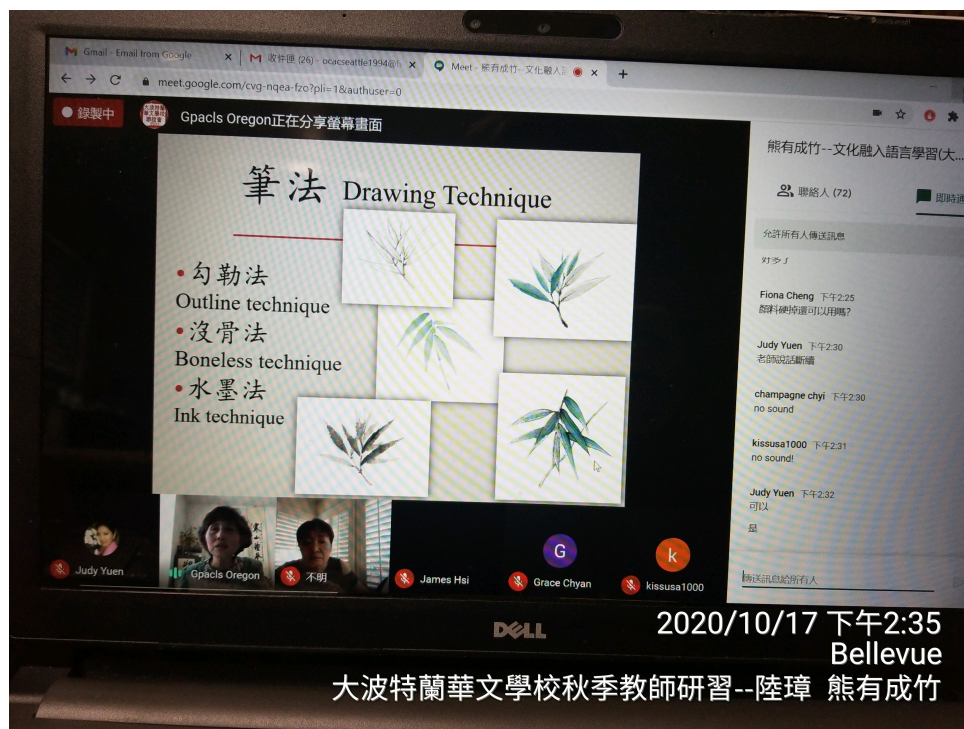 Gmail - Email from Google
收件匣 (26) - ocacseattle1994@
Meet - 熊有成竹--文化融入
meet.google.com/cvg-nqea-fzo?pli=1&authuser=0
錄製中
Gpacls Oregon正在分享螢幕畫面
筆法 Drawing Technique
• 勾勒法
Outline technique
• 沒骨法
Boneless technique
• 水墨法
Ink technique
熊有成竹--文化融入語言學習(大...
聯絡人 (72)
即時通
允許所有人傳送訊息
好多了
Fiona Cheng 下午2:25
顏料硬掉還可以用嗎?
Judy Yuen 下午2:30
老師說話斷續
champagne chyi 下午2:30
no sound
kissusa1000 下午2:31
no sound!
Judy Yuen 下午2:32
可以
是
傳送訊息給所有人
Judy Yuen
Gpacls Oregon
不明
James Hsi
G
Grace Chyan
k
kissusa1000
DELL
2020/10/17 下午2:35
Bellevue
大波特蘭華文學校秋季教師研習--陸璋 熊有成竹